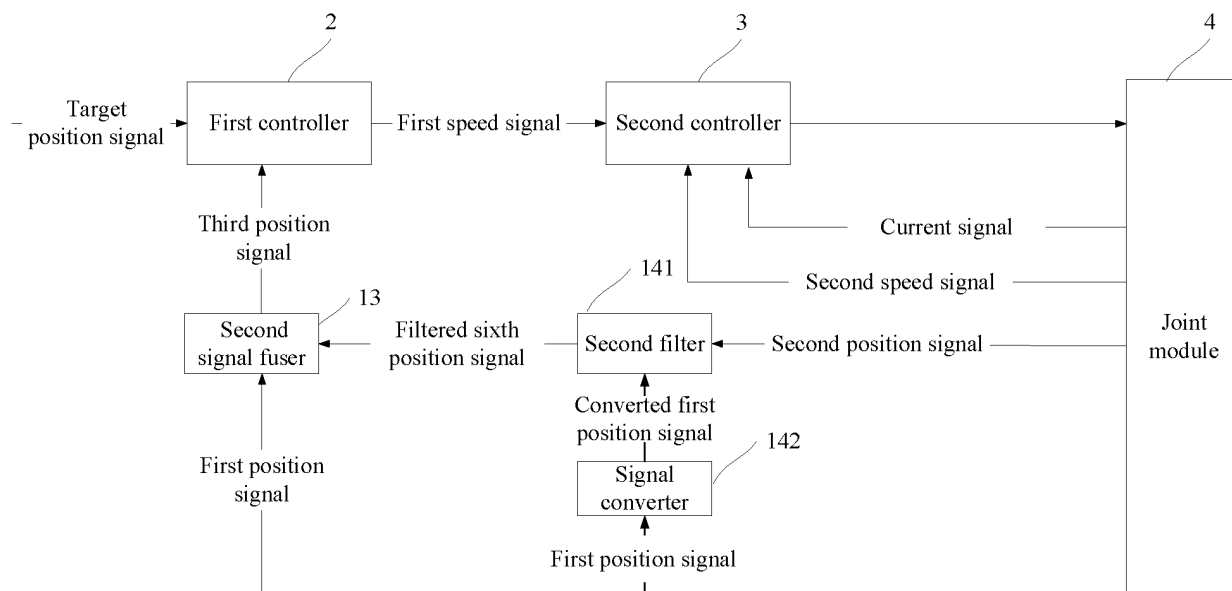 2
3
4
Target
position signal
First controller
First speed signal
Second controller
Third position
signal
Current signal
141
Second speed signal
13
Second
signal fuser
Filtered sixth
position signal
Second filter
Second position signal
Joint
module
Converted first
position signal
142
First position
signal
Signal
converter
First position signal